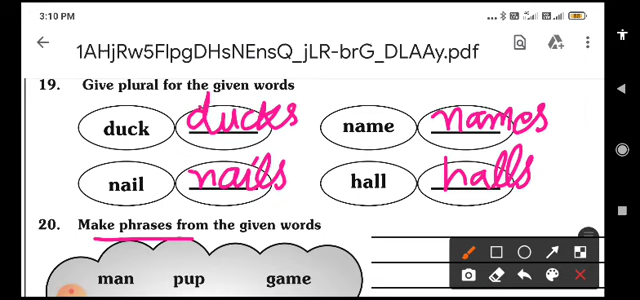 3:10 PM
1AHjRw5FIpgDHsNEnsQ_jLR-brG_DLAAy.pdf
19. Give plural for the given words
duck ducks name names
nail nails hall halls
20. Make phrases from the given words
man pup game